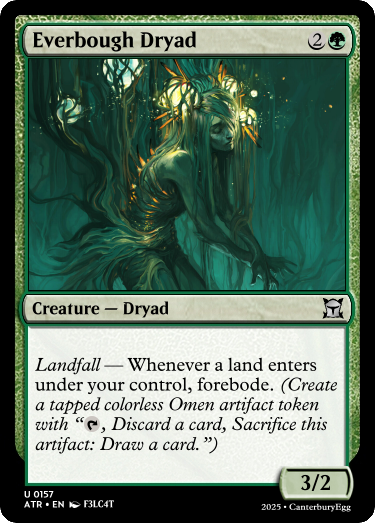 Everbough Dryad 2
Creature — Dryad
Landfall — Whenever a land enters
under your control, forebode. (Create
a tapped colorless Omen artifact token
with “, Discard a card, Sacrifice this
artifact: Draw a card.”)
3/2
U 0157
ATR • EN F3LC4T
2025 • CanterburyEgg